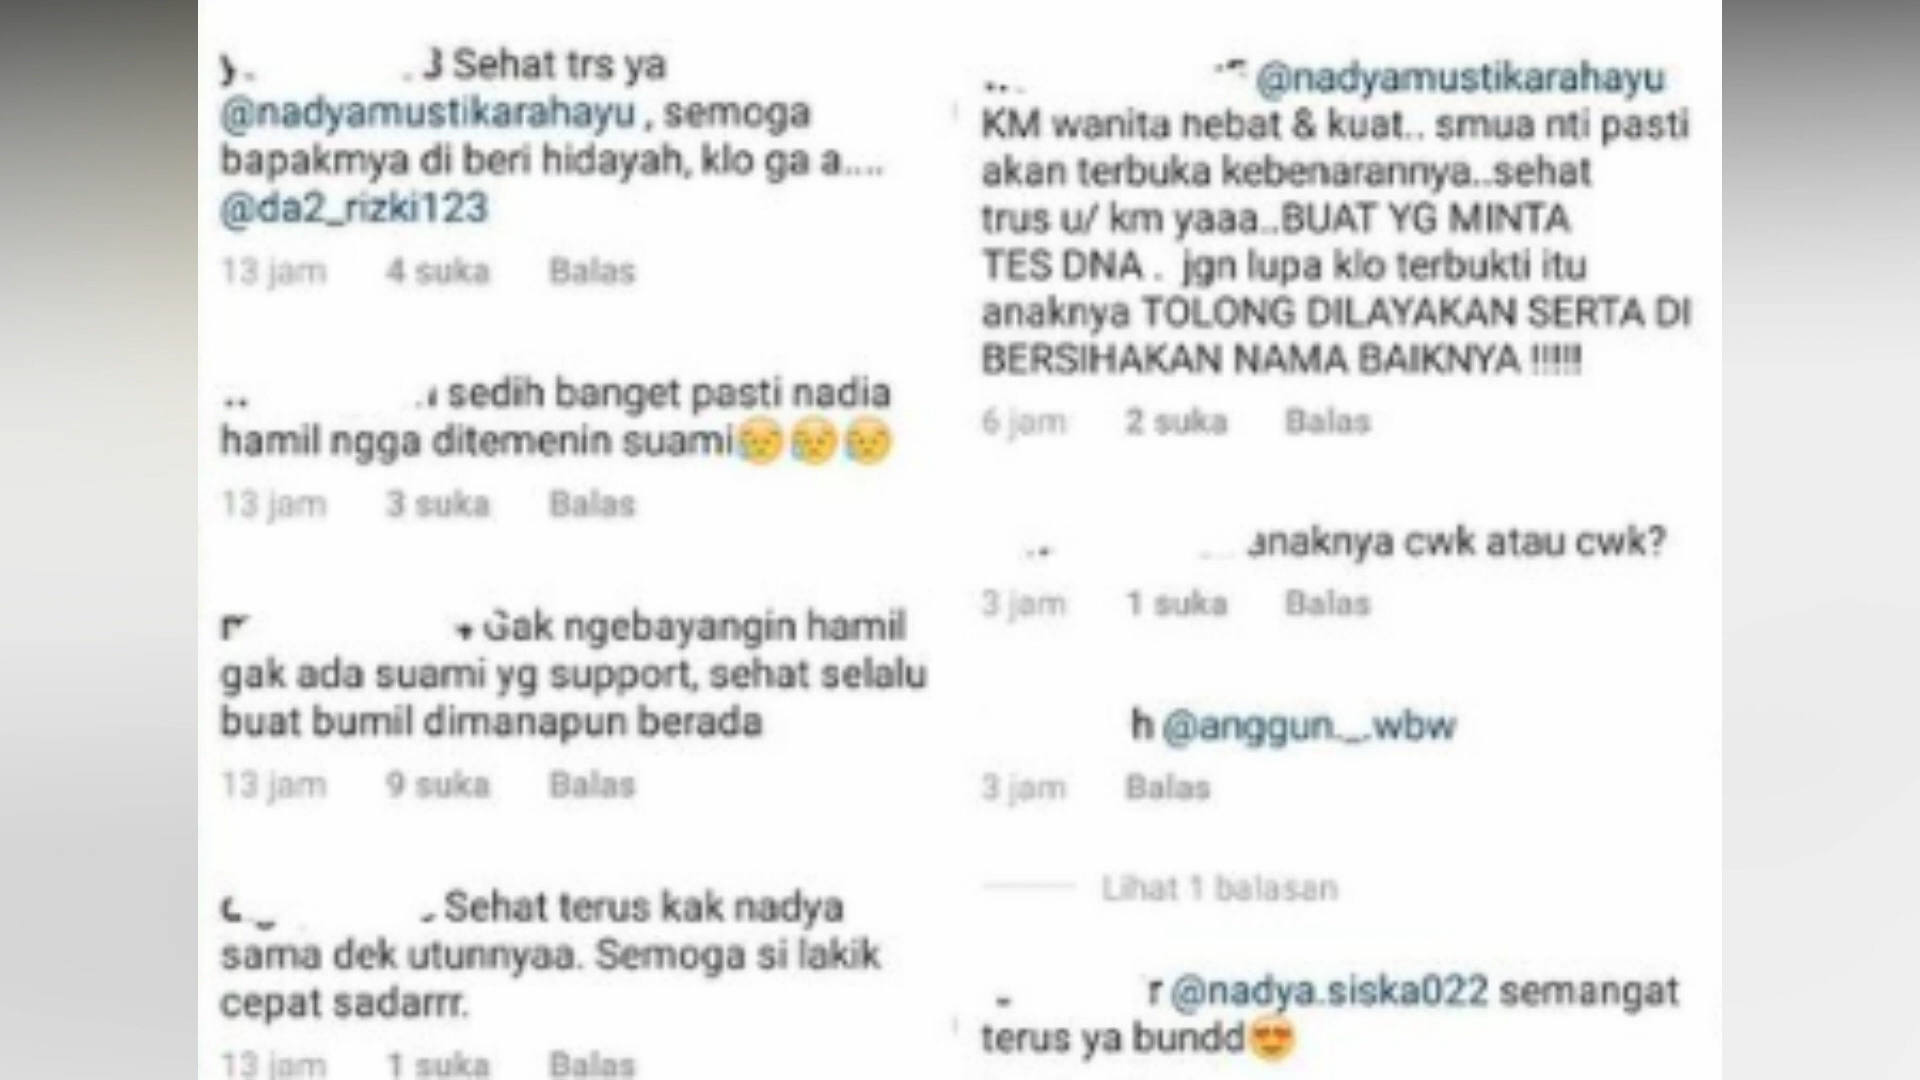 Sehat trs ya
@nadyamustikarahayu , semoga
bapakmya di beri hidayah, klo ga a....
@da2_rizki123
13 jam 4 suka Balas
sedih banget pasti nadia
hamil ngga ditemenin suami😥😥😥
13 jam 3 suka Balas
Gak ngebayangin hamil
gak ada suami yg support, sehat selalu
buat bumil dimanapun berada
13 jam 9 suka Balas
Sehat terus kak nadya
sama dek utunnyaa. Semoga si lakik
cepat sadarrr.
13 jam 1 suka Balas
@nadyamustikarahayu
KM wanita hebat & kuat.. smua nti pasti
akan terbuka kebenarannya..sehat
trus u/ km yaaa..BUAT YG MINTA
TES DNA . jgn lupa klo terbukti itu
anaknya TOLONG DILAYAKAN SERTA DI
BERSIHAKAN NAMA BAIKNYA !!!!!
6 jam 2 suka Balas
anaknya cwk atau cwk?
3 jam 1 suka Balas
h @anggun._.wbw
3 jam Balas
Lihat 1 balasan
r @nadya.siska022 semangat
terus ya bundd😍